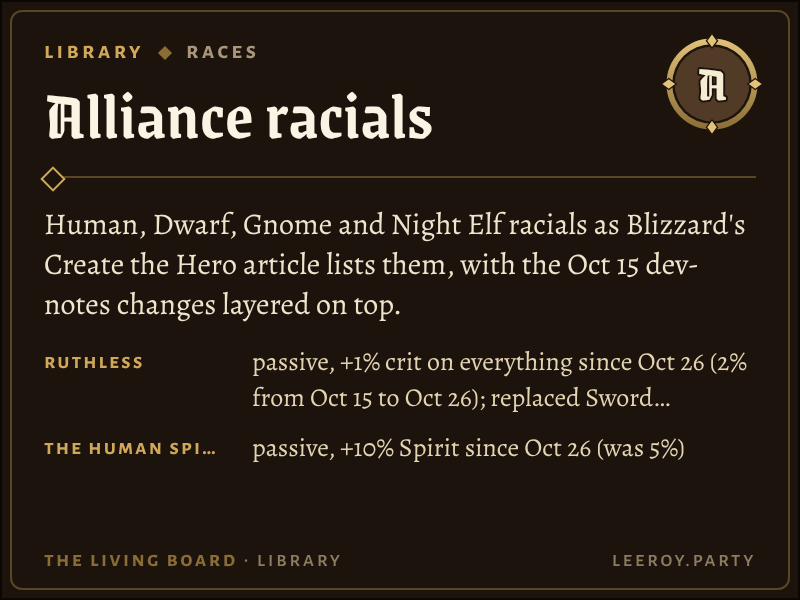 LIBRARY ◆ RACES
A
Alliance racials
Human, Dwarf, Gnome and Night Elf racials as Blizzard's
Create the Hero article lists them, with the Oct 15 dev-
notes changes layered on top.
RUTHLESS passive, +1% crit on everything since Oct 26 (2%
from Oct 15 to Oct 26); replaced Sword…
THE HUMAN SPI… passive, +10% Spirit since Oct 26 (was 5%)
THE LIVING BOARD · LIBRARY LEEROY.PARTY